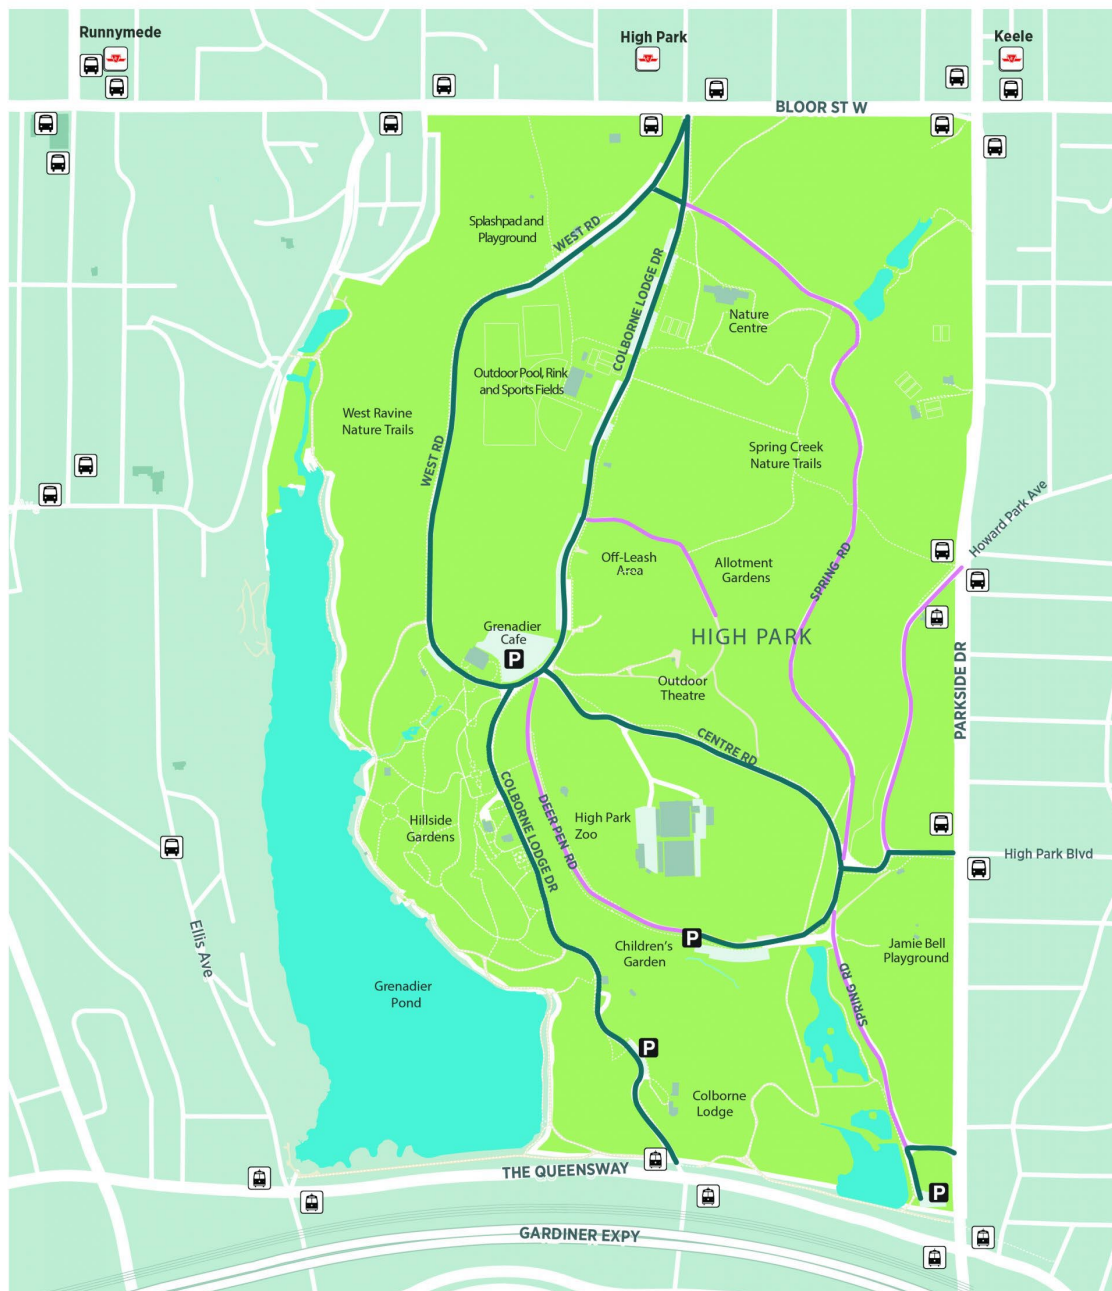 Runnymede
High Park
Keele
BLOOR ST W
Splashpad and
Playground
WEST RD
COLBORNE LODGE DR
Nature
Centre
Outdoor Pool, Rink
and Sports Fields
West Ravine
Nature Trails
WEST RD
Spring Creek
Nature Trails
Howard Park Ave
Off-Leash
Area
Allotment
Gardens
SPRING RD
Grenadier
Cafe
P
HIGH PARK
PARKSIDE DR
Outdoor
Theatre
CENTRE RD
COLBORNE LODGE DR
DEER PEN RD
High Park
Zoo
Hillside
Gardens
High Park Blvd
Ellis Ave
P
Children's
Garden
Jamie Bell
Playground
Grenadier
Pond
SPRING RD
P
Colborne
Lodge
THE QUEENSWAY
P
GARDINER EXPY